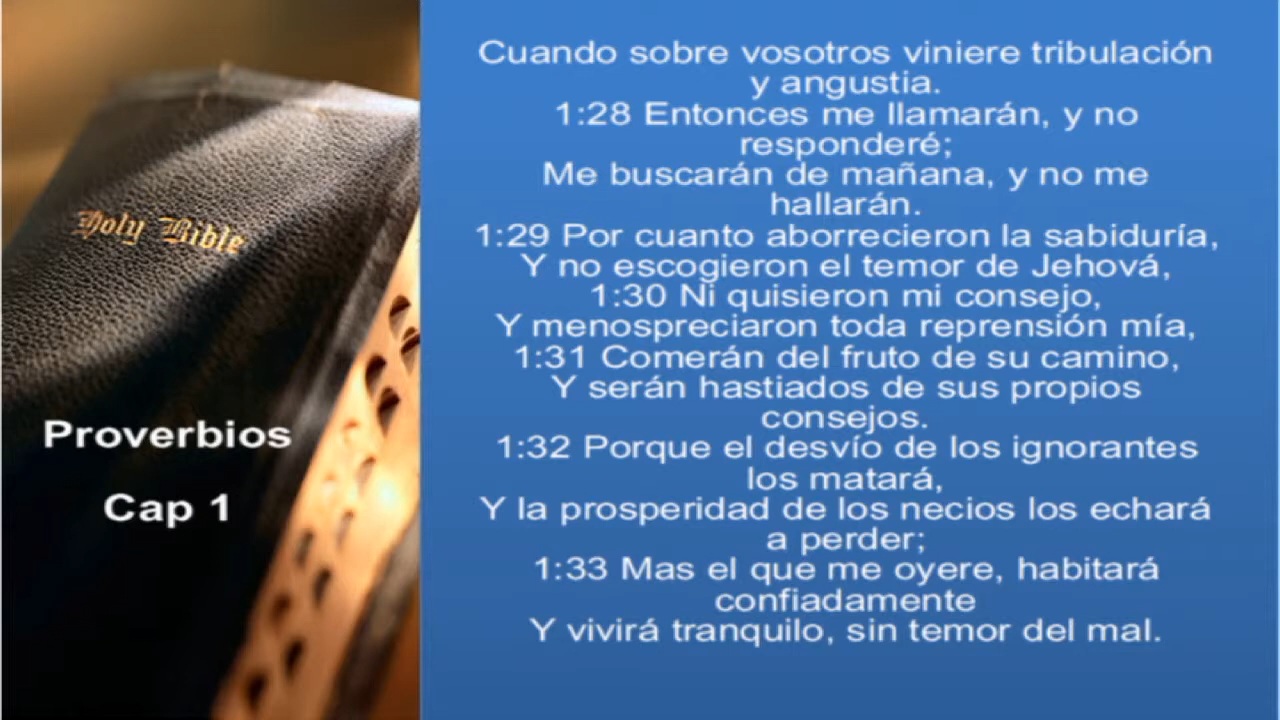 Holy Bible
Proverbios
Cap 1
Cuando sobre vosotros viniere tribulación
y angustia.
1:28 Entonces me llamarán, y no
responderé;
Me buscarán de mañana, y no me
hallarán.
1:29 Por cuanto aborrecieron la sabiduría,
Y no escogieron el temor de Jehová,
1:30 Ni quisieron mi consejo,
Y menospreciaron toda reprensión mía,
1:31 Comerán del fruto de su camino,
Y serán hastiados de sus propios
consejos.
1:32 Porque el desvío de los ignorantes
los matará,
Y la prosperidad de los necios los echará
a perder;
1:33 Mas el que me oyere, habitará
confiadamente
Y vivirá tranquilo, sin temor del mal.